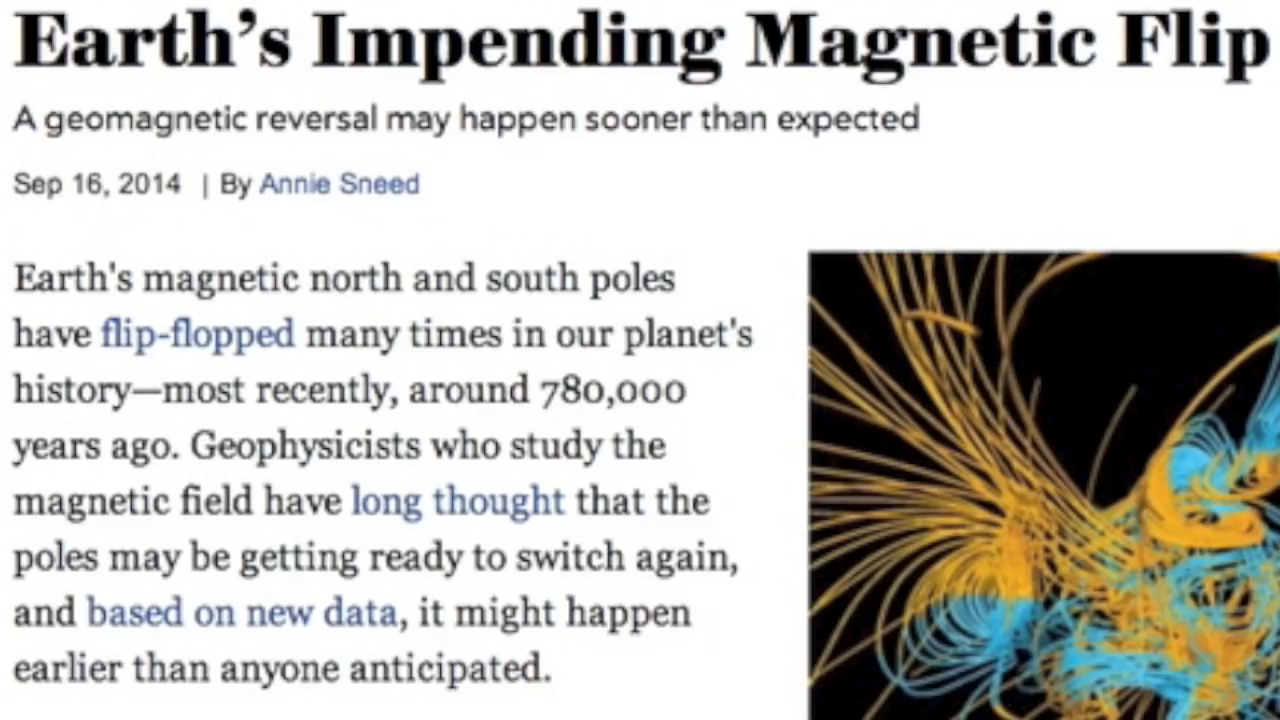 Earth's Impending Magnetic Flip
A geomagnetic reversal may happen sooner than expected
Sep 16, 2014 | By Annie Sneed
Earth's magnetic north and south poles
have flip-flopped many times in our planet's
history—most recently, around 780,000
years ago. Geophysicists who study the
magnetic field have long thought that the
poles may be getting ready to switch again,
and based on new data, it might happen
earlier than anyone anticipated.